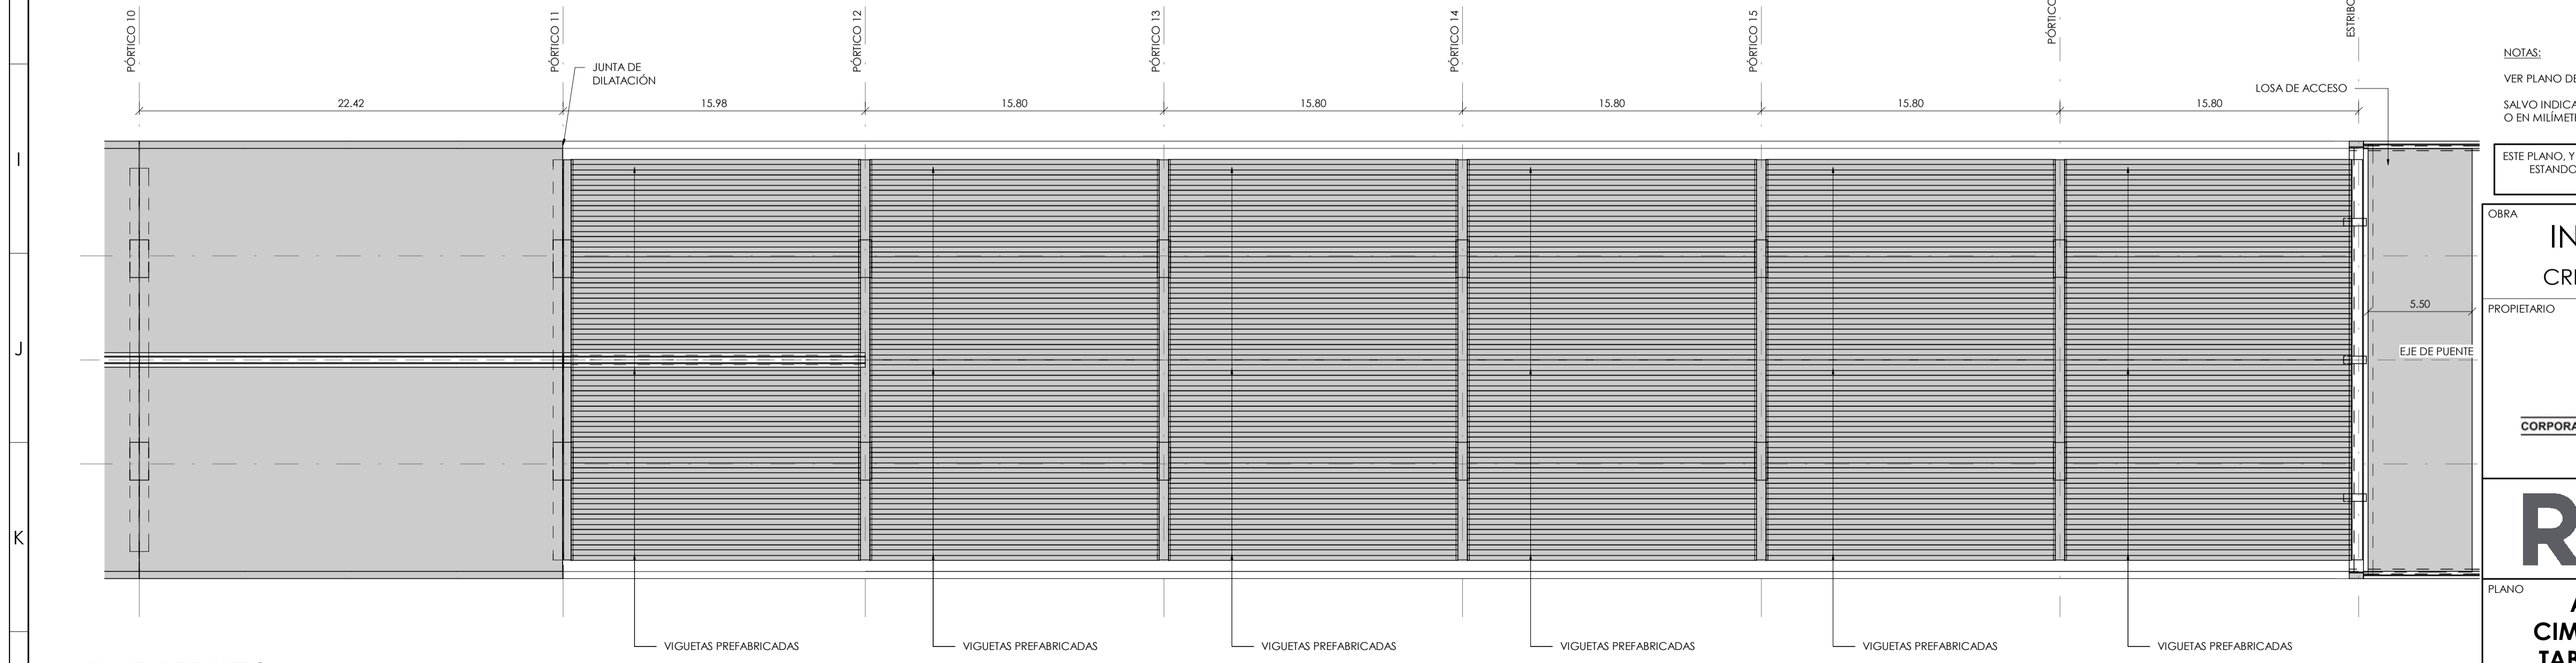 PÓRTICO 10
PÓRTICO 11
PÓRTICO 12
PÓRTICO 13
PÓRTICO 14
PÓRTICO 15
PÓRTICO
ESTRIBO
JUNTA DE
DILATACIÓN
22.42
15.98
15.80
15.80
15.80
15.80
15.80
LOSA DE ACCESO
NOTAS:
VER PLANO DE
SALVO INDICA
O EN MILÍMET
ESTE PLANO, Y
ESTANDO
I
J
K
5.50
EJE DE PUENTE
OBRA
IN
CRE
PROPIETARIO
CORPORA
R
PLANO
A
CIM
TAB
VIGUETAS PREFABRICADAS
VIGUETAS PREFABRICADAS
VIGUETAS PREFABRICADAS
VIGUETAS PREFABRICADAS
VIGUETAS PREFABRICADAS
VIGUETAS PREFABRICADAS